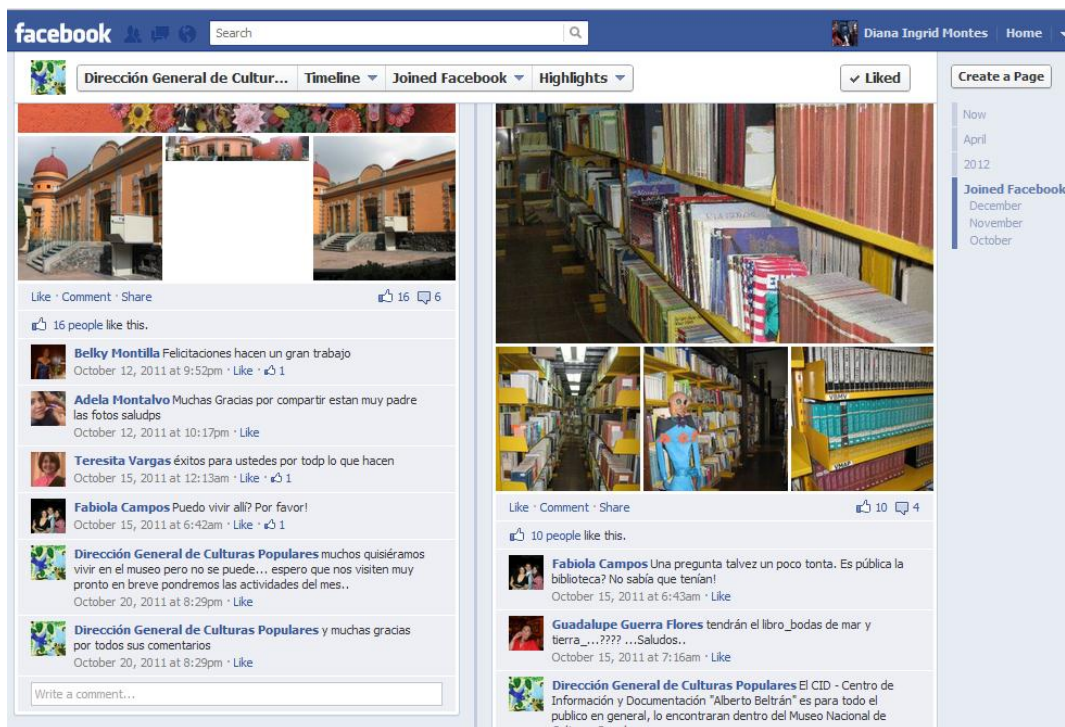 facebook
Search
Diana Ingrid Montes
Home
Dirección General de Cultur...
Timeline
Joined Facebook
Highlights
✓ Liked
Create a Page
Now
April
2012
Joined Facebook
December
November
October
Like · Comment · Share
16
6
16 people like this.
Belky Montilla Felicitaciones hacen un gran trabajo
October 12, 2011 at 9:52pm · Like · 1
Adela Montalvo Muchas Gracias por compartir estan muy padre
las fotos saludps
October 12, 2011 at 10:17pm · Like
Teresita Vargas éxitos para ustedes por todp lo que hacen
October 15, 2011 at 12:13am · Like · 1
Fabiola Campos Puedo vivir allí? Por favor!
October 15, 2011 at 6:42am · Like · 1
Dirección General de Culturas Populares muchos quisiéramos
vivir en el museo pero no se puede... espero que nos visiten muy
pronto en breve pondremos las actividades del mes..
October 20, 2011 at 8:29pm · Like
Dirección General de Culturas Populares y muchas gracias
por todos sus comentarios
October 20, 2011 at 8:29pm · Like
Write a comment...
Like · Comment · Share
10
4
10 people like this.
Fabiola Campos Una pregunta talvez un poco tonta. Es pública la
biblioteca? No sabía que tenían!
October 15, 2011 at 6:43am · Like
Guadalupe Guerra Flores tendrán el libro_bodas de mar y
tierra_...???? ...Saludos..
October 15, 2011 at 7:16am · Like
Dirección General de Culturas Populares El CID - Centro de
Información y Documentación "Alberto Beltrán" es para todo el
publico en general, lo encontraran dentro del Museo Nacional de